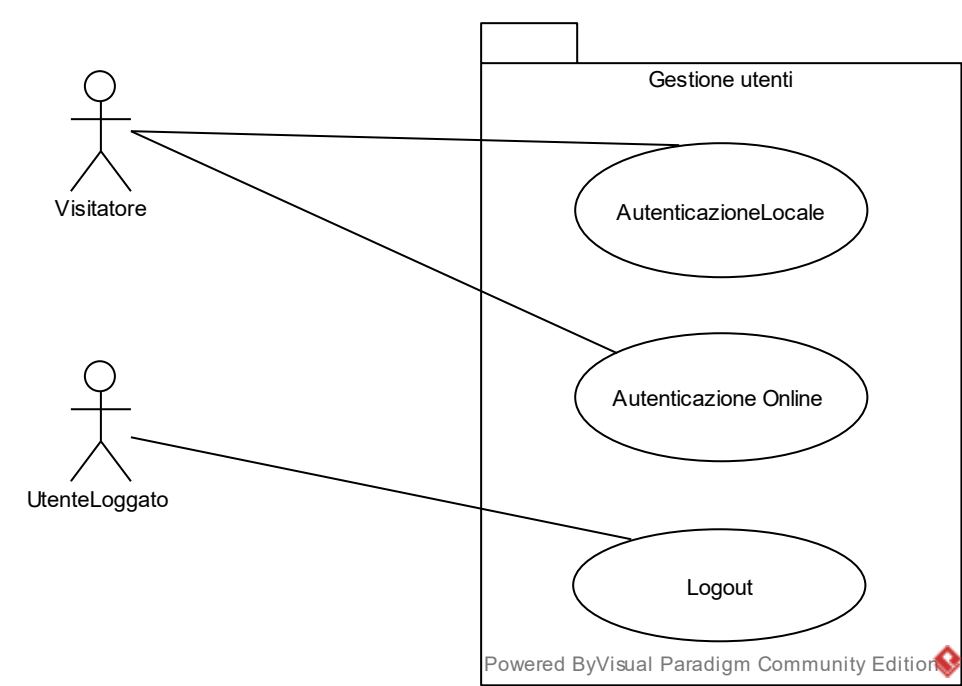 Gestione utenti
Visitatore
AutenticazioneLocale
Autenticazione Online
UtenteLoggato
Logout
Powered ByVisual Paradigm Community Edition